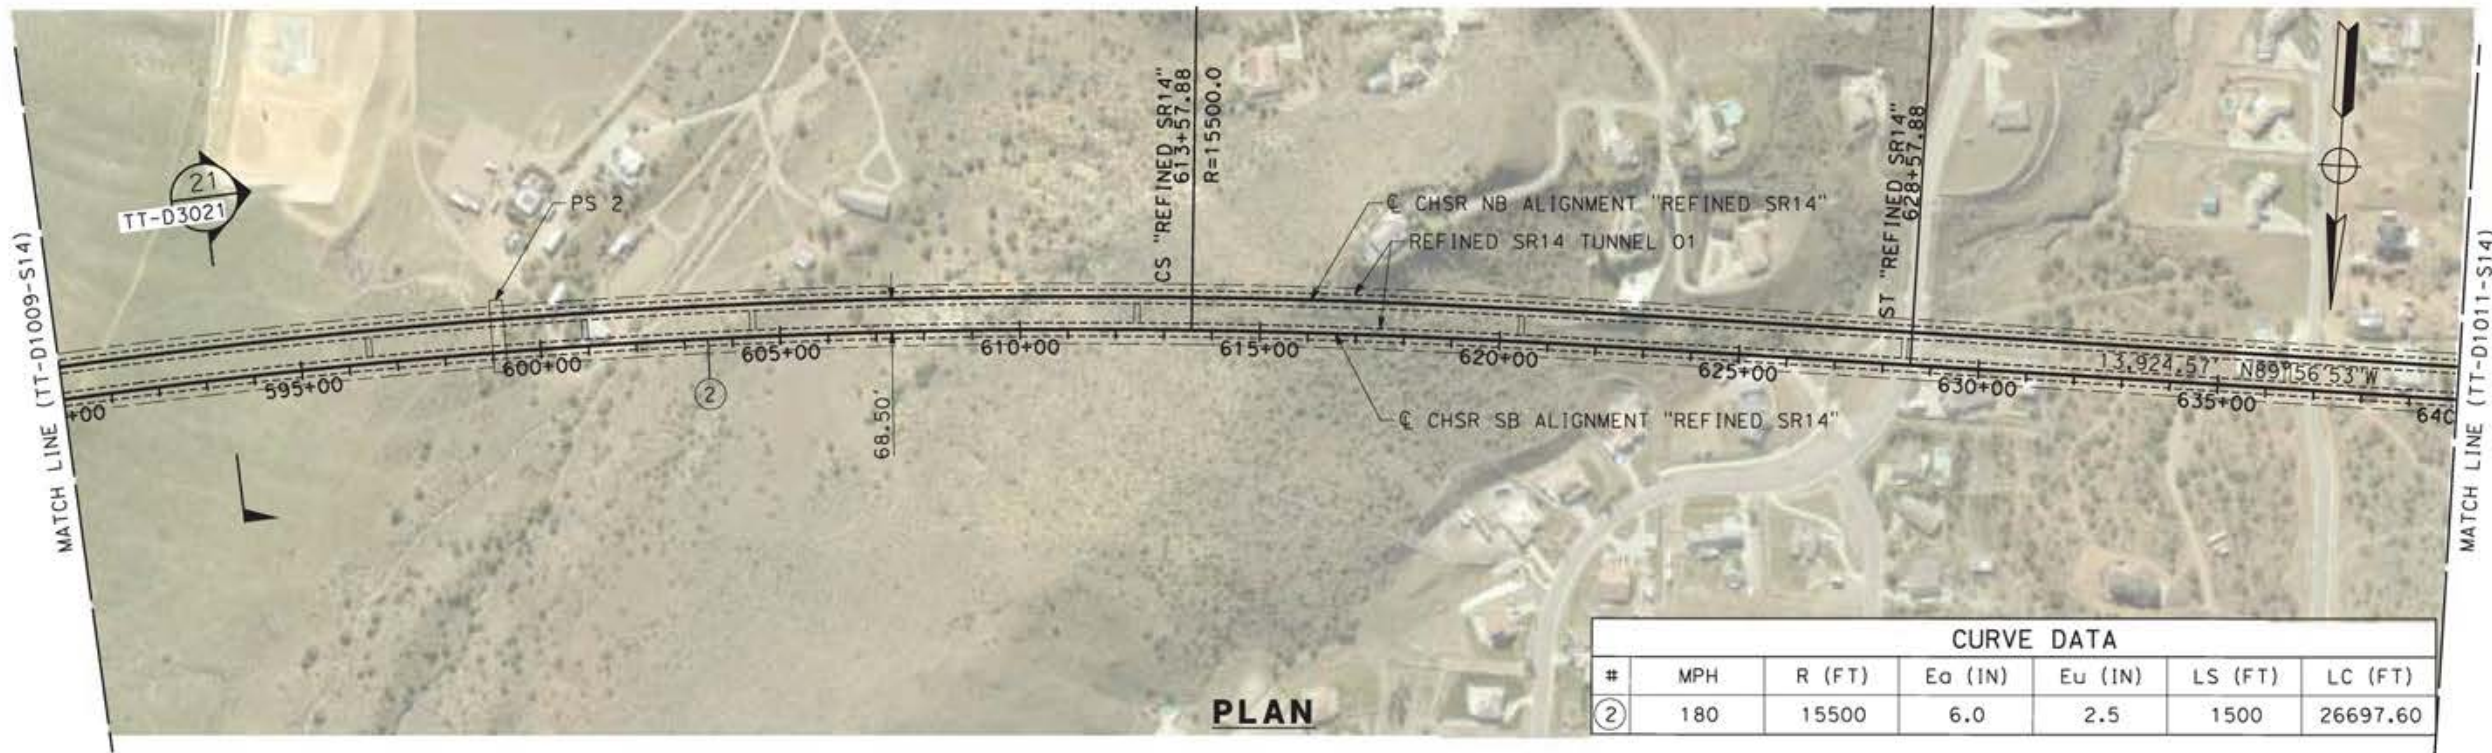 MATCH LINE (TT-D1009-S14)
21
TT-D3021
PS 2
CS "REFINED SR14"
613+57.88
R=15500.0
℄ CHSR NB ALIGNMENT "REFINED SR14"
REFINED SR14 TUNNEL 01
ST "REFINED SR14"
628+57.88
+00
595+00
600+00
605+00
610+00
615+00
620+00
625+00
630+00
635+00
640
13,924.57' N89°56'53"W
2
68.50'
℄ CHSR SB ALIGNMENT "REFINED SR14"
MATCH LINE (TT-D1011-S14)
PLAN
CURVE DATA
# MPH R (FT) Ea (IN) Eu (IN) LS (FT) LC (FT)
2 180 15500 6.0 2.5 1500 26697.60